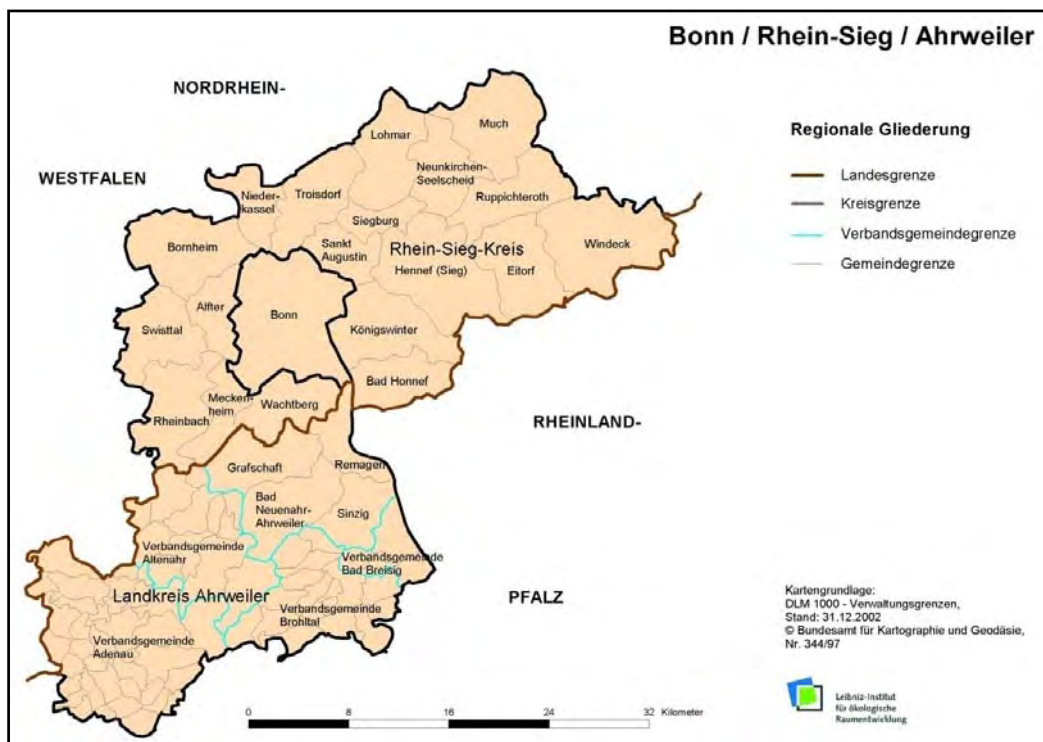 Bonn / Rhein-Sieg / Ahrweiler
NORDRHEIN-
WESTFALEN
Regionale Gliederung
Landesgrenze
Kreisgrenze
Verbandsgemeindegrenze
Gemeindegrenze
Much
Lohmar
Neunkirchen-
Seelscheid
Ruppichteroth
Nieder-
kassel
Troisdorf
Siegburg
Windeck
Bornheim
Sankt
Augustin
Rhein-Sieg-Kreis
Hennef (Sieg)
Eitorf
Alfter
Bonn
Swisttal
Königswinter
Bad Honnef
Mecken-
heim
Wachtberg
Rheinbach
RHEINLAND-
PFALZ
Grafschaft
Remagen
Bad
Neuenahr-
Ahrweiler
Sinzig
Verbandsgemeinde
Altenahr
Verbandsgemeinde
Bad Breisig
Landkreis Ahrweiler
Verbandsgemeinde
Brohltal
Verbandsgemeinde
Adenau
Kartengrundlage:
DLM 1000 - Verwaltungsgrenzen,
Stand: 31.12.2002
© Bundesamt für Kartographie und Geodäsie,
Nr. 344/97
Leibniz-Institut
für ökologische
Raumentwicklung
0 8 16 24 32 Kilometer